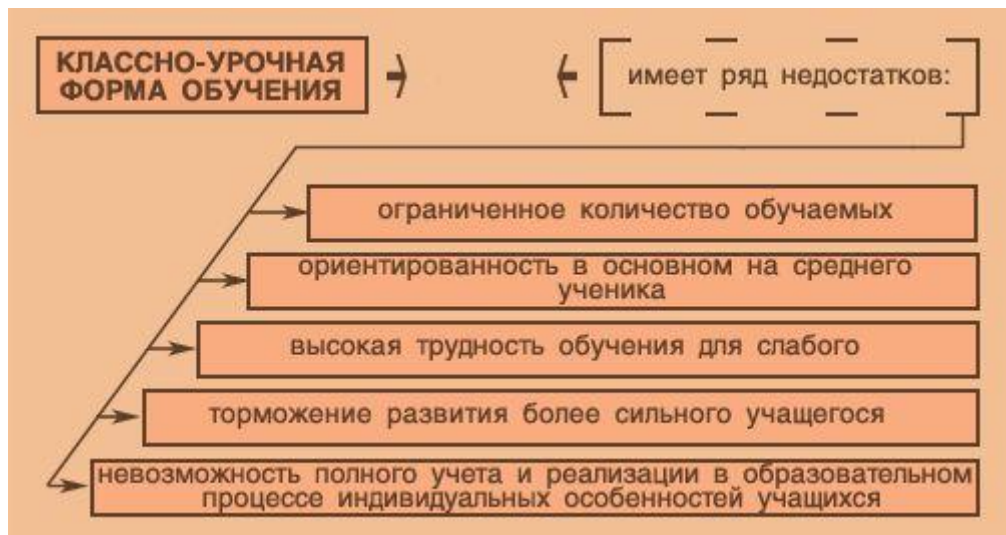 КЛАССНО-УРОЧНАЯ
ФОРМА ОБУЧЕНИЯ
имеет ряд недостатков:
ограниченное количество обучаемых
ориентированность в основном на среднего
ученика
высокая трудность обучения для слабого
торможение развития более сильного учащегося
невозможность полного учета и реализации в образовательном
процессе индивидуальных особенностей учащихся